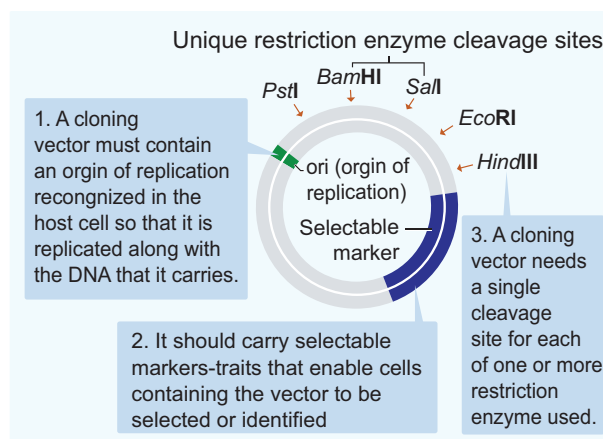 Unique restriction enzyme cleavage sites
PstI
BamHI
SalI
EcoRI
HindIII
1. A cloning
vector must contain
an orgin of replication
recongnized in the
host cell so that it is
replicated along with
the DNA that it carries.
ori (orgin of
replication)
Selectable
marker
2. It should carry selectable
markers-traits that enable cells
containing the vector to be
selected or identified
3. A cloning
vector needs
a single
cleavage
site for each
of one or more
restriction
enzyme used.